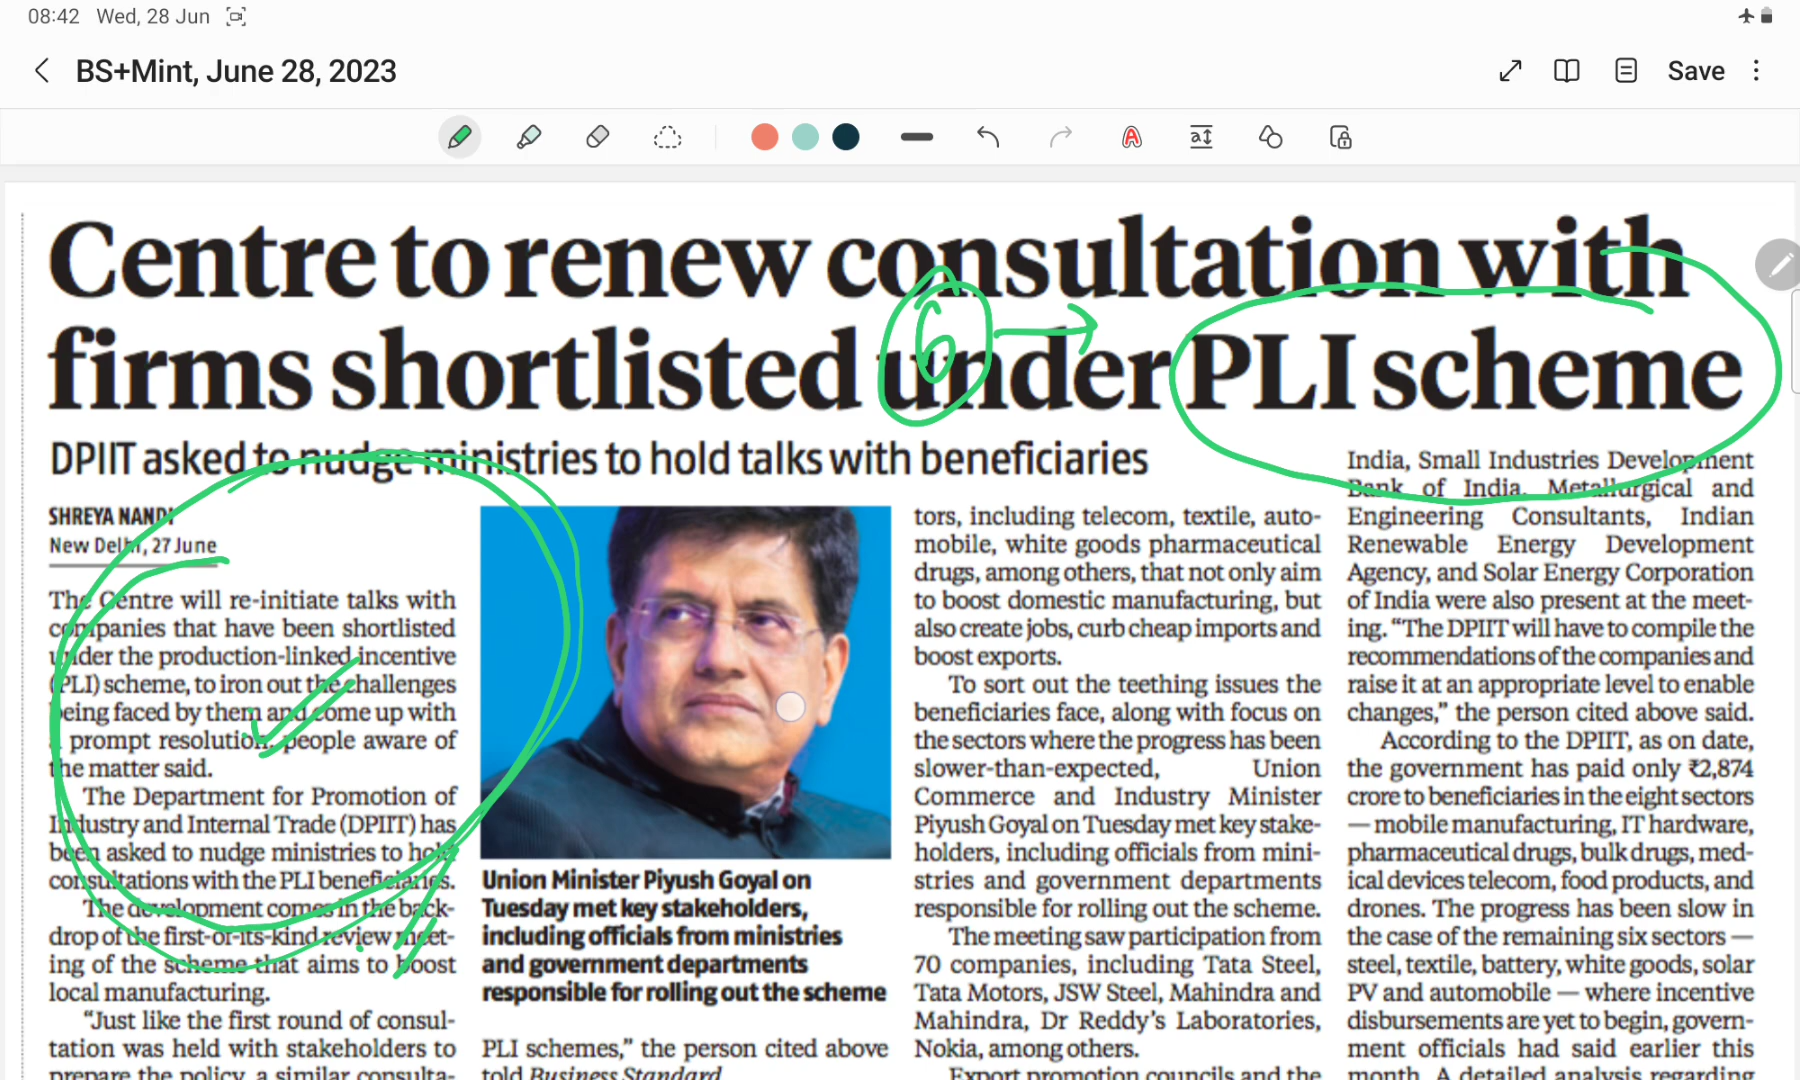 08:42 Wed, 28 Jun
BS+Mint, June 28, 2023
Save
Centre to renew consultation with
firms shortlisted under PLI scheme
6
DPIIT asked to nudge ministries to hold talks with beneficiaries
SHREYA NANDI
New Delhi, 27 June
The Centre will re-initiate talks with
companies that have been shortlisted
under the production-linked incentive
(PLI) scheme, to iron out the challenges
being faced by them and come up with
a prompt resolution, people aware of
the matter said.
The Department for Promotion of
Industry and Internal Trade (DPIIT) has
been asked to nudge ministries to hold
consultations with the PLI beneficiaries.
The development comes in the back-
drop of the first-of-its-kind review meet-
ing of the scheme that aims to boost
local manufacturing.
“Just like the first round of consul-
tation was held with stakeholders to
prepare the policy, a similar consulta-
Union Minister Piyush Goyal on
Tuesday met key stakeholders,
including officials from ministries
and government departments
responsible for rolling out the scheme
PLI schemes,” the person cited above
told Business Standard.
tors, including telecom, textile, auto-
mobile, white goods pharmaceutical
drugs, among others, that not only aim
to boost domestic manufacturing, but
also create jobs, curb cheap imports and
boost exports.
To sort out the teething issues the
beneficiaries face, along with focus on
the sectors where the progress has been
slower-than-expected, Union
Commerce and Industry Minister
Piyush Goyal on Tuesday met key stake-
holders, including officials from mini-
stries and government departments
responsible for rolling out the scheme.
The meeting saw participation from
70 companies, including Tata Steel,
Tata Motors, JSW Steel, Mahindra and
Mahindra, Dr Reddy’s Laboratories,
Nokia, among others.
Export promotion councils and the
India, Small Industries Development
Bank of India, Metallurgical and
Engineering Consultants, Indian
Renewable Energy Development
Agency, and Solar Energy Corporation
of India were also present at the meet-
ing. “The DPIIT will have to compile the
recommendations of the companies and
raise it at an appropriate level to enable
changes,” the person cited above said.
According to the DPIIT, as on date,
the government has paid only ₹2,874
crore to beneficiaries in the eight sectors
— mobile manufacturing, IT hardware,
pharmaceutical drugs, bulk drugs, med-
ical devices telecom, food products, and
drones. The progress has been slow in
the case of the remaining six sectors —
steel, textile, battery, white goods, solar
PV and automobile — where incentive
disbursements are yet to begin, govern-
ment officials had said earlier this
month. A detailed analysis regarding